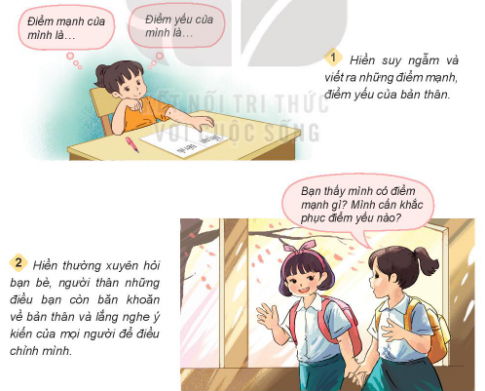 Điểm mạnh của
mình là...
Điểm yếu của
mình là...
1 Hiền suy ngẫm và
viết ra những điểm mạnh,
điểm yếu của bản thân.
KẾT NỐI TRI THỨC
VỚI CUỘC SỐNG
Bạn thấy mình có điểm
mạnh gì? Mình cần khắc
phục điểm yếu nào?
2 Hiền thường xuyên hỏi
bạn bè, người thân những
điều bạn còn băn khoăn
về bản thân và lắng nghe ý
kiến của mọi người để điều
chỉnh mình.